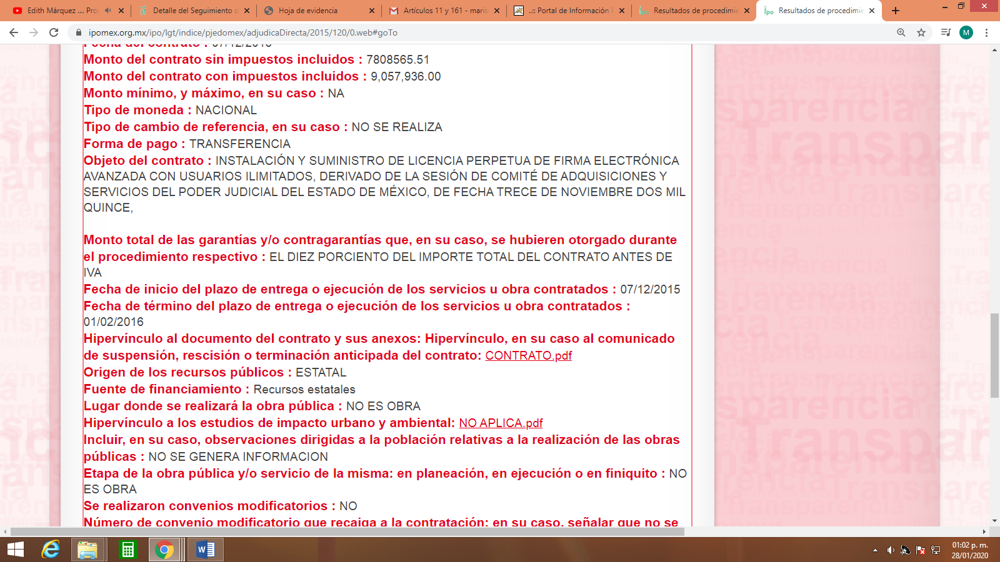 Edith Márquez .... Pro
Detalle del Seguimiento d
Hoja de evidencia
Artículos 11 y 161 - maris
..:: Portal de Información P
Resultados de procedimie
Resultados de procedimie
ipomex.org.mx/ipo/lgt/indice/pjedomex/adjudicaDirecta/2015/120/0.web#goTo
M
Fecha del contrato : 07/12/2015
Monto del contrato sin impuestos incluidos : 7808565.51
Monto del contrato con impuestos incluidos : 9,057,936.00
Monto mínimo, y máximo, en su caso : NA
Tipo de moneda : NACIONAL
Tipo de cambio de referencia, en su caso : NO SE REALIZA
Forma de pago : TRANSFERENCIA
Objeto del contrato : INSTALACIÓN Y SUMINISTRO DE LICENCIA PERPETUA DE FIRMA ELECTRÓNICA
AVANZADA CON USUARIOS ILIMITADOS, DERIVADO DE LA SESIÓN DE COMITÉ DE ADQUISICIONES Y
SERVICIOS DEL PODER JUDICIAL DEL ESTADO DE MÉXICO, DE FECHA TRECE DE NOVIEMBRE DOS MIL
QUINCE,
Monto total de las garantías y/o contragarantías que, en su caso, se hubieren otorgado durante
el procedimiento respectivo : EL DIEZ PORCIENTO DEL IMPORTE TOTAL DEL CONTRATO ANTES DE
IVA
Fecha de inicio del plazo de entrega o ejecución de los servicios u obra contratados : 07/12/2015
Fecha de término del plazo de entrega o ejecución de los servicios u obra contratados :
01/02/2016
Hipervínculo al documento del contrato y sus anexos: Hipervínculo, en su caso al comunicado
de suspensión, rescisión o terminación anticipada del contrato: CONTRATO.pdf
Origen de los recursos públicos : ESTATAL
Fuente de financiamiento : Recursos estatales
Lugar donde se realizará la obra pública : NO ES OBRA
Hipervínculo a los estudios de impacto urbano y ambiental: NO APLICA.pdf
Incluir, en su caso, observaciones dirigidas a la población relativas a la realización de las obras
públicas : NO SE GENERA INFORMACION
Etapa de la obra pública y/o servicio de la misma: en planeación, en ejecución o en finiquito : NO
ES OBRA
Se realizaron convenios modificatorios : NO
Número de convenio modificatorio que recaiga a la contratación; en su caso, señalar que no se
01:02 p. m.
28/01/2020